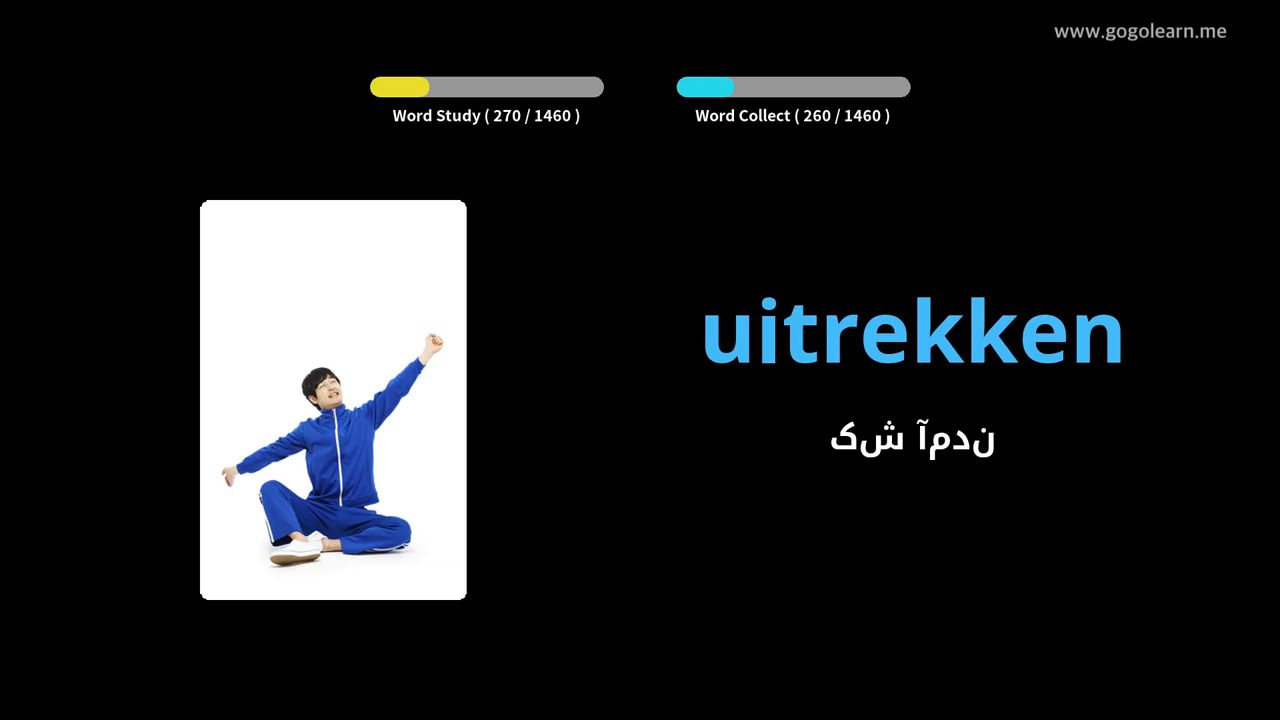 www.gogolearn.me
Word Study ( 270 / 1460 )
Word Collect ( 260 / 1460 )
uitrekken
کش آمدن